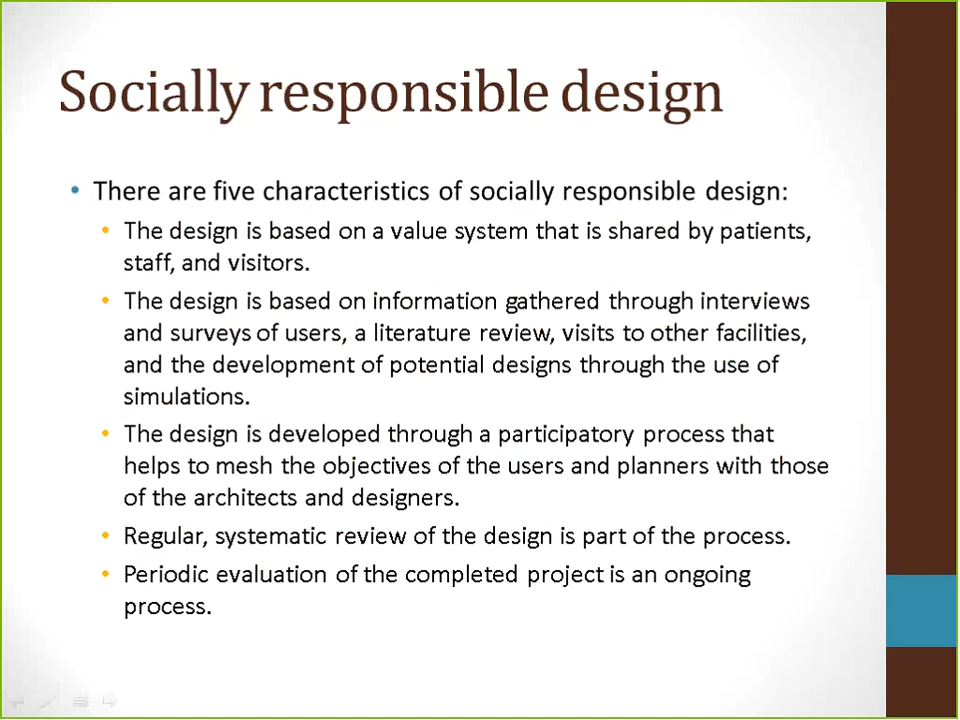 Socially responsible design
• There are five characteristics of socially responsible design:
• The design is based on a value system that is shared by patients,
staff, and visitors.
• The design is based on information gathered through interviews
and surveys of users, a literature review, visits to other facilities,
and the development of potential designs through the use of
simulations.
• The design is developed through a participatory process that
helps to mesh the objectives of the users and planners with those
of the architects and designers.
• Regular, systematic review of the design is part of the process.
• Periodic evaluation of the completed project is an ongoing
process.